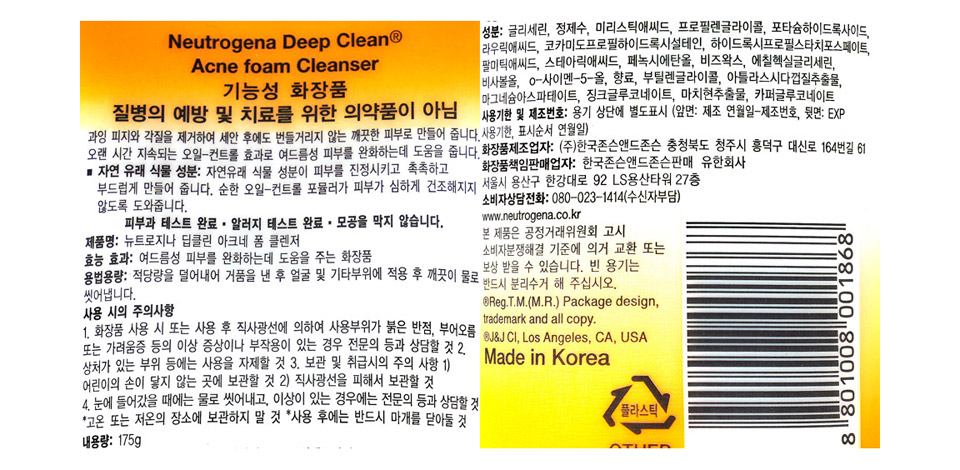 Neutrogena Deep Clean®
Acne foam Cleanser
기능성 화장품
질병의 예방 및 치료를 위한 의약품이 아님
과잉 피지와 각질을 제거하여 세안 후에도 번들거리지 않는 깨끗한 피부로 만들어 줍니다.
오랜 시간 지속되는 오일-컨트롤 효과로 여드름성 피부를 완화하는데 도움을 줍니다.
■ 자연 유래 식물 성분: 자연유래 식물 성분이 피부를 진정시키고 촉촉하고
부드럽게 만들어 줍니다. 순한 오일-컨트롤 포뮬러가 피부가 심하게 건조해지지
않도록 도와줍니다.
피부과 테스트 완료 · 알러지 테스트 완료 · 모공을 막지 않습니다.
제품명: 뉴트로지나 딥클린 아크네 폼 클렌저
효능 효과: 여드름성 피부를 완화하는데 도움을 주는 화장품
용법용량: 적당량을 덜어내어 거품을 낸 후 얼굴 및 기타부위에 적용 후 깨끗이 물로
씻어냅니다.
사용 시의 주의사항
1. 화장품 사용 시 또는 사용 후 직사광선에 의하여 사용부위가 붉은 반점, 부어오름
또는 가려움증 등의 이상 증상이나 부작용이 있는 경우 전문의 등과 상담할 것 2.
상처가 있는 부위 등에는 사용을 자제할 것 3. 보관 및 취급시의 주의 사항 1)
어린이의 손이 닿지 않는 곳에 보관할 것 2) 직사광선을 피해서 보관할 것
4. 눈에 들어갔을 때에는 물로 씻어내고, 이상이 있는 경우에는 전문의 등과 상담할 것
*고온 또는 저온의 장소에 보관하지 말 것 *사용 후에는 반드시 마개를 닫아둘 것
내용량: 175g
성분: 글리세린, 정제수, 미리스틱애씨드, 프로필렌글라이콜, 포타슘하이드록사이드,
라우릭애씨드, 코카미도프로필하이드록시설테인, 하이드록시프로필스타치포스페이트,
팔미틱애씨드, 스테아릭애씨드, 페녹시에탄올, 비즈왁스, 에칠헥실글리세린,
비사볼올, o-사이멘-5-올, 향료, 부틸렌글라이콜, 아틀라스시다껍질추출물,
마그네슘아스파테이트, 징크글루코네이트, 마치현추출물, 카퍼글루코네이트
사용기한 및 제조번호: 용기 상단에 별도표시 (앞면: 제조 연월일-제조번호, 뒷면: EXP
사용기한, 표시순서 연월일)
화장품제조업자: (주)한국존슨앤드존슨 충청북도 청주시 흥덕구 대신로 164번길 61
화장품책임판매업자: 한국존슨앤드존슨판매 유한회사
서울시 용산구 한강대로 92 LS용산타워 27층
소비자상담전화: 080-023-1414(수신자부담)
www.neutrogena.co.kr
본 제품은 공정거래위원회 고시
소비자분쟁해결 기준에 의거 교환 또는
보상 받을 수 있습니다. 빈 용기는
반드시 분리수거 해 주십시오.
®Reg.T.M.(M.R.) Package design,
trademark and all copy.
®J&J CI, Los Angeles, CA, USA
Made in Korea
플라스틱
OTHER
8 801008 001868